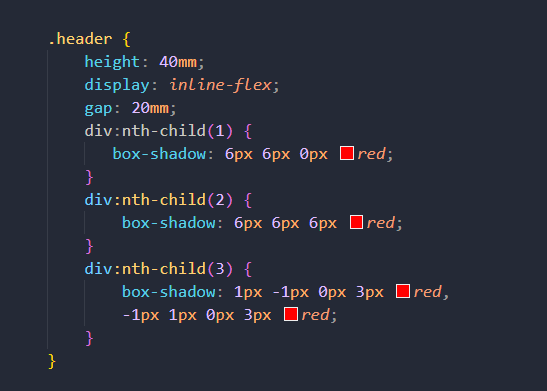 .header {
height: 40mm;
display: inline-flex;
gap: 20mm;
div:nth-child(1) {
box-shadow: 6px 6px 0px red;
}
div:nth-child(2) {
box-shadow: 6px 6px 6px red;
}
div:nth-child(3) {
box-shadow: 1px -1px 0px 3px red,
-1px 1px 0px 3px red;
}
}